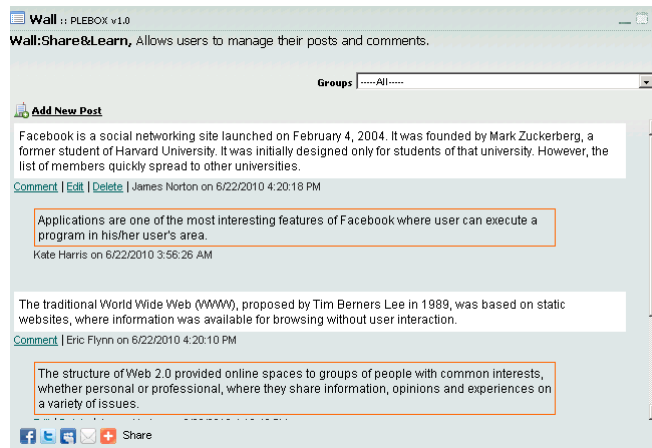 Wall :: PLEBOX v1.0
Wall:Share&Learn, Allows users to manage their posts and comments.
Groups -----All-----
Add New Post
Facebook is a social networking site launched on February 4, 2004. It was founded by Mark Zuckerberg, a
former student of Harvard University. It was initially designed only for students of that university. However, the
list of members quickly spread to other universities.
Comment | Edit | Delete | James Norton on 6/22/2010 4:20:18 PM
Applications are one of the most interesting features of Facebook where user can execute a
program in his/her user's area.
Kate Harris on 6/22/2010 3:56:26 AM
The traditional World Wide Web (WWW), proposed by Tim Berners Lee in 1989, was based on static
websites, where information was available for browsing without user interaction.
Comment | Eric Flynn on 6/22/2010 4:20:10 PM
The structure of Web 2.0 provided online spaces to groups of people with common interests,
whether personal or professional, where they share information, opinions and experiences on
a variety of issues.
Share